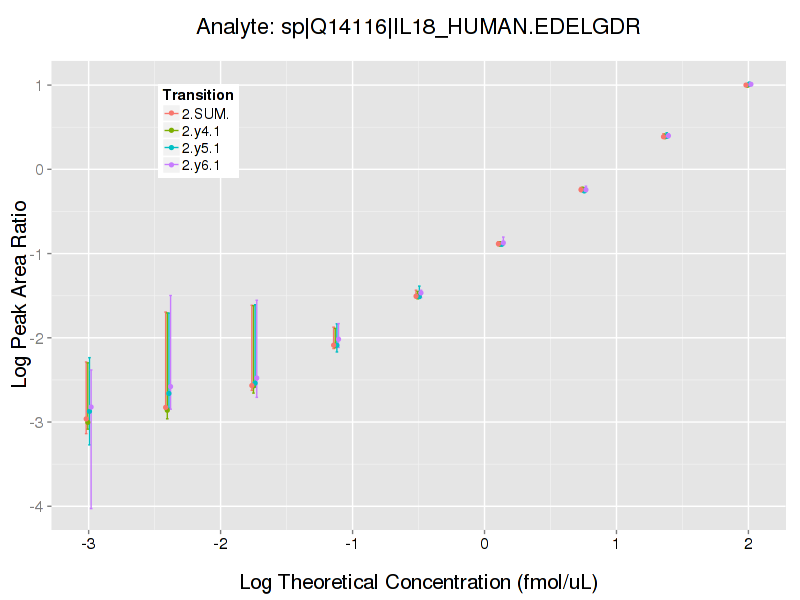 Analyte: sp|Q14116|IL18_HUMAN.EDELGDR
Transition
2.SUM.
2.y4.1
2.y5.1
2.y6.1
Log Peak Area Ratio
1
0
-1
-2
-3
-4
-3 -2 -1 0 1 2
Log Theoretical Concentration (fmol/uL)